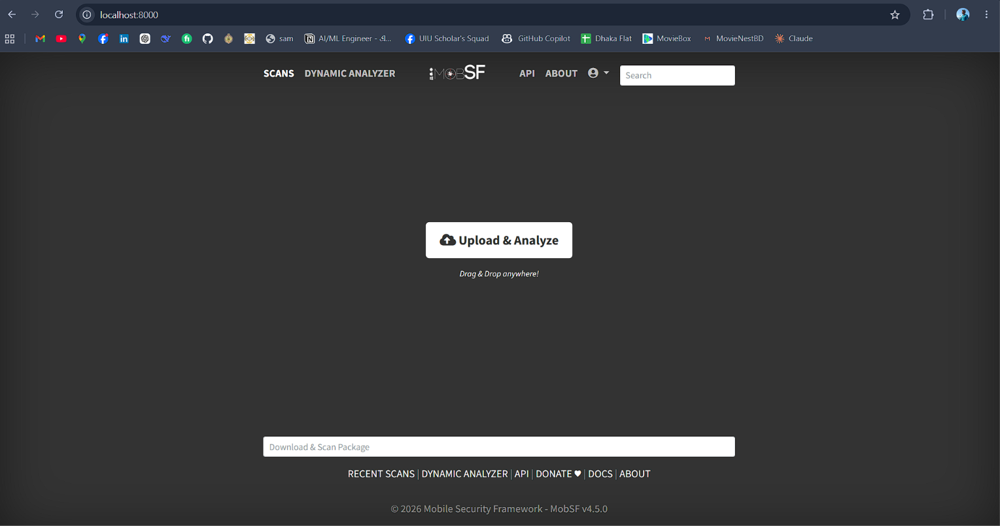 localhost:8000
sam
AI/ML Engineer - 
UIU Scholar's Squad
GitHub Copilot
Dhaka Flat
MovieBox
MovieNestBD
Claude
SCANS
DYNAMIC ANALYZER
MOBSF
API
ABOUT
Search
Upload & Analyze
Drag & Drop anywhere!
Download & Scan Package
RECENT SCANS | DYNAMIC ANALYZER | API | DONATE ♥ | DOCS | ABOUT
© 2026 Mobile Security Framework - MobSF v4.5.0